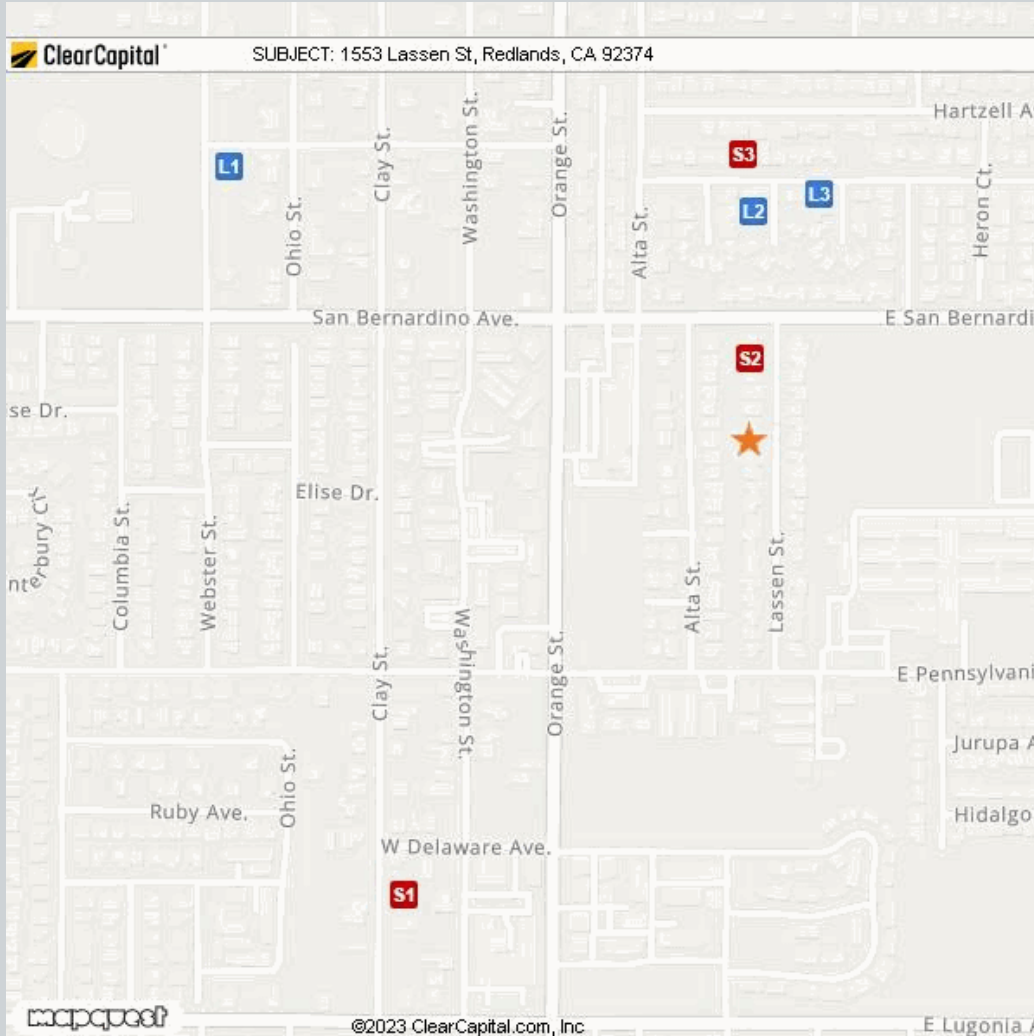 ClearCapital
SUBJECT: 1553 Lassen St, Redlands, CA 92374
Hartzell A
Clay St.
Washington St.
Orange St.
S3
L1
L3
L2
Heron Ct.
Ohio St.
Alta St.
San Bernardino Ave.
E San Bernardi
S2
se Dr.
Elise Dr.
nterbury Cir
Columbia St.
Webster St.
Alta St.
Lassen St.
Washington St.
Clay St.
Orange St.
E Pennsylvani
Jurupa A
Ohio St.
Ruby Ave.
Hidalgo
W Delaware Ave.
S1
mapquest
©2023 ClearCapital.com, Inc
E Lugonia A